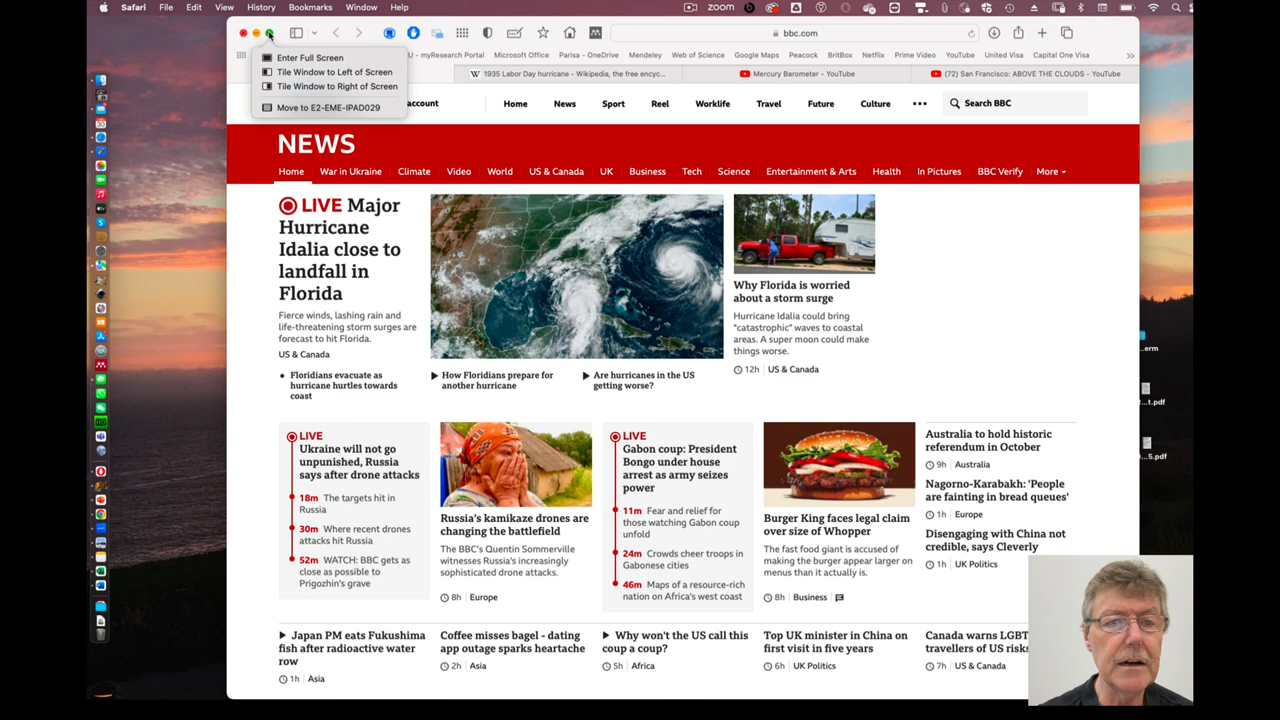 Safari File Edit View History Bookmarks Window Help
zoom
bbc.com
Enter Full Screen
Tile Window to Left of Screen
Tile Window to Right of Screen
Move to E2-EME-IPAD029
U - myResearch Portal Microsoft Office Parisa - OneDrive Mendeley Web of Science Google Maps Peacock BritBox Netflix Prime Video YouTube United Visa Capital One Visa
1935 Labor Day hurricane - Wikipedia, the free encyc...
Mercury Barometer - YouTube
(72) San Francisco: ABOVE THE CLOUDS - YouTube
account
Home News Sport Reel Worklife Travel Future Culture
Search BBC
NEWS
Home War in Ukraine Climate Video World US & Canada UK Business Tech Science Entertainment & Arts Health In Pictures BBC Verify More
LIVE Major
Hurricane
Idalia close to
landfall in
Florida
Fierce winds, lashing rain and
life-threatening storm surges are
forecast to hit Florida.
US & Canada
Floridians evacuate as
hurricane hurtles towards
coast
How Floridians prepare for
another hurricane
Are hurricanes in the US
getting worse?
Why Florida is worried
about a storm surge
Hurricane Idalia could bring
"catastrophic" waves to coastal
areas. A super moon could make
things worse.
12h US & Canada
LIVE
Ukraine will not go
unpunished, Russia
says after drone attacks
18m The targets hit in
Russia
30m Where recent drones
attacks hit Russia
52m WATCH: BBC gets as
close as possible to
Prigozhin's grave
Russia's kamikaze drones are
changing the battlefield
The BBC's Quentin Sommerville
witnesses Russia's increasingly
sophisticated drone attacks.
8h Europe
LIVE
Gabon coup: President
Bongo under house
arrest as army seizes
power
11m Fear and relief for
those watching Gabon coup
unfold
24m Crowds cheer troops in
Gabonese cities
46m Maps of a resource-rich
nation on Africa's west coast
Burger King faces legal claim
over size of Whopper
The fast food giant is accused of
making the burger appear larger on
menus than it actually is.
8h Business
Australia to hold historic
referendum in October
9h Australia
Nagorno-Karabakh: 'People
are fainting in bread queues'
1h Europe
Disengaging with China not
credible, says Cleverly
1h UK Politics
Japan PM eats Fukushima
fish after radioactive water
row
1h Asia
Coffee misses bagel - dating
app outage sparks heartache
2h Asia
Why won't the US call this
coup a coup?
5h Africa
Top UK minister in China on
first visit in five years
6h UK Politics
Canada warns LGBT
travellers of US risks
7h US & Canada
...erm
...t.pdf
5.pdf